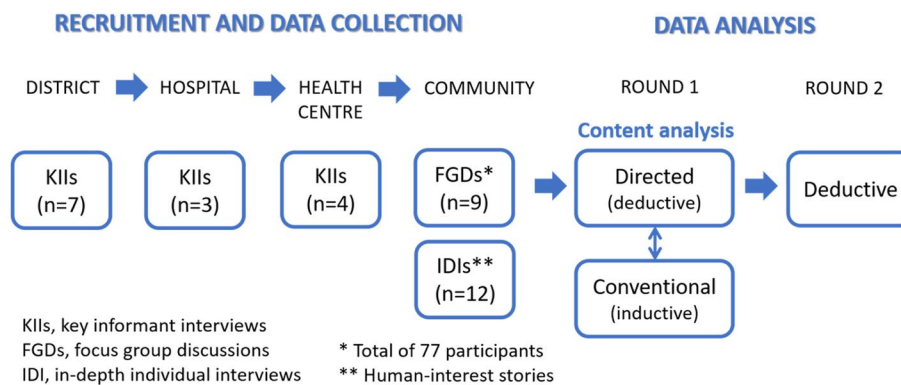 RECRUITMENT AND DATA COLLECTION
DATA ANALYSIS
DISTRICT
HOSPITAL
HEALTH
CENTRE
COMMUNITY
ROUND 1
ROUND 2
Content analysis
KIIs
(n=7)
KIIs
(n=3)
KIIs
(n=4)
FGDs*
(n=9)
Directed
(deductive)
Deductive
IDIs**
(n=12)
Conventional
(inductive)
KIIs, key informant interviews
FGDs, focus group discussions
IDI, in-depth individual interviews
* Total of 77 participants
** Human-interest stories